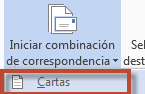 Iniciar combinación
de correspondencia
Cartas